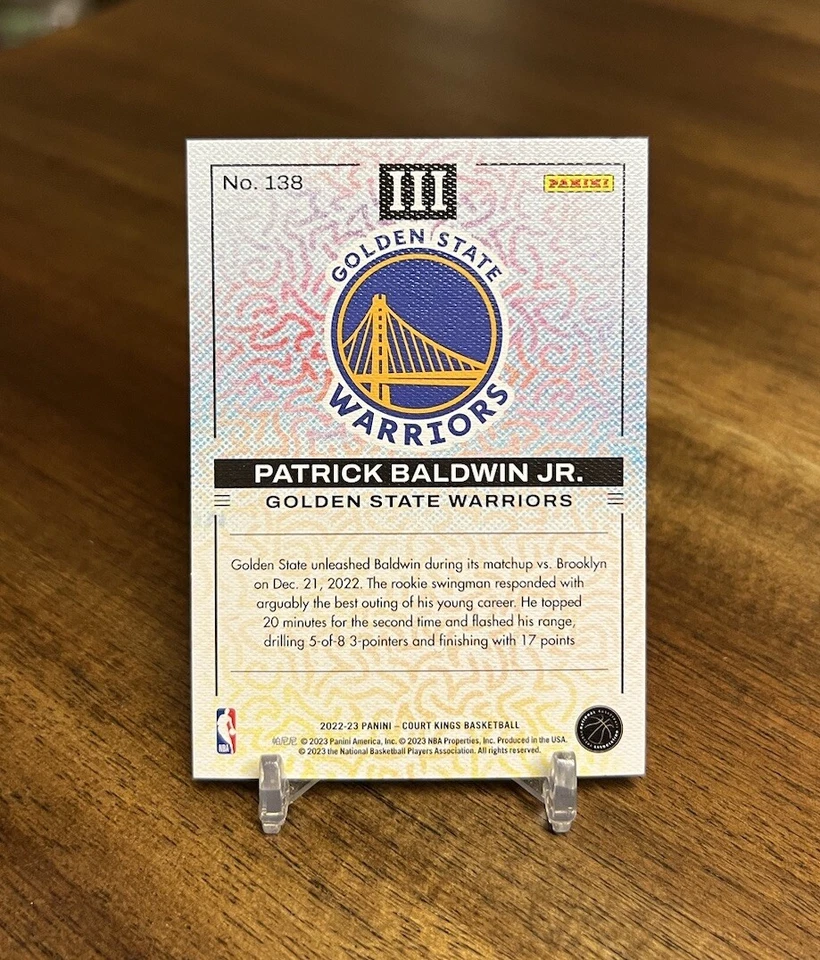 No. 138
III
PANINI
GOLDEN STATE
WARRIORS
PATRICK BALDWIN JR.
GOLDEN STATE WARRIORS
Golden State unleashed Baldwin during its matchup vs. Brooklyn
on Dec. 21, 2022. The rookie swingman responded with
arguably the best outing of his young career. He topped
20 minutes for the second time and flashed his range,
drilling 5-of-8 3-pointers and finishing with 17 points
2022-23 PANINI – COURT KINGS BASKETBALL
帕尼尼 © 2023 Panini America, Inc. © 2023 NBA Properties, Inc. Produced in the USA.
© 2023 the National Basketball Players Association. All rights reserved.
NBA